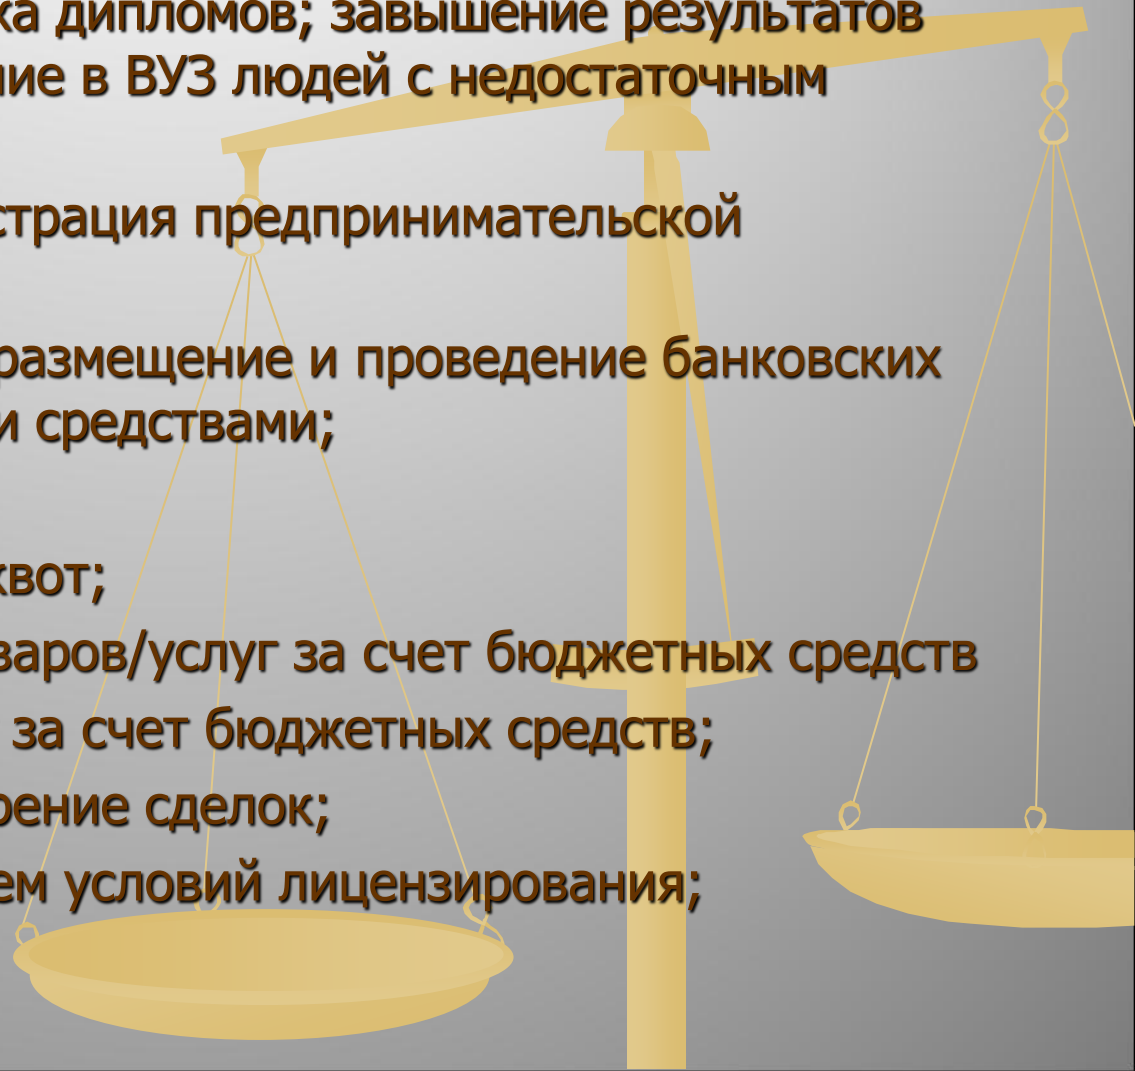 ка дипломов; завышение результатов
ние в ВУЗ людей с недостаточным
страция предпринимательской
размещение и проведение банковских
и средствами;
квот;
варов/услуг за счет бюджетных средств
за счет бюджетных средств;
рение сделок;
ем условий лицензирования;